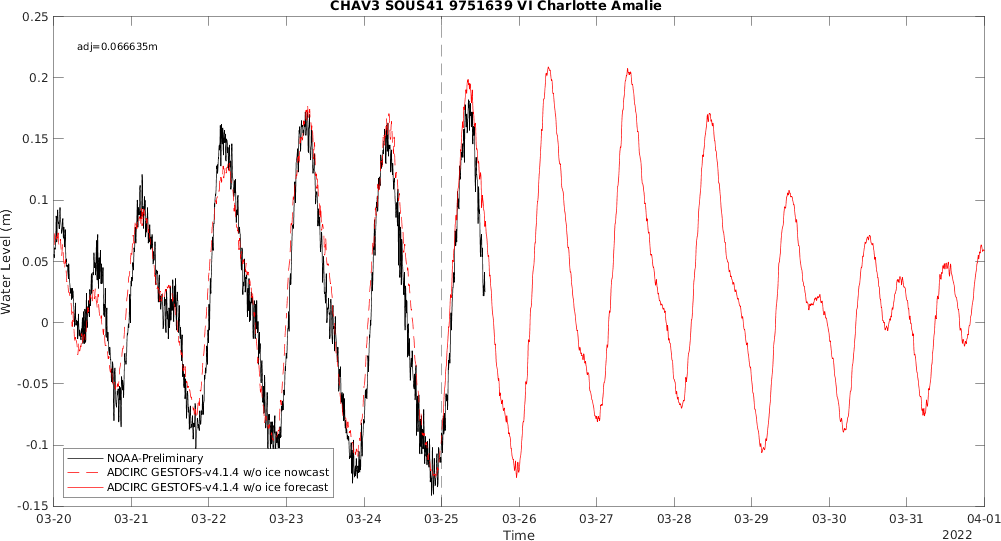 CHAV3 SOUS41 9751639 VI Charlotte Amalie
adj=0.066635m
0.25
0.2
0.15
0.1
0.05
0
-0.05
-0.1
-0.15
Water Level (m)
NOAA-Preliminary
ADCIRC GESTOFS-v4.1.4 w/o ice nowcast
ADCIRC GESTOFS-v4.1.4 w/o ice forecast
03-20 03-21 03-22 03-23 03-24 03-25 03-26 03-27 03-28 03-29 03-30 03-31 04-01
Time
2022